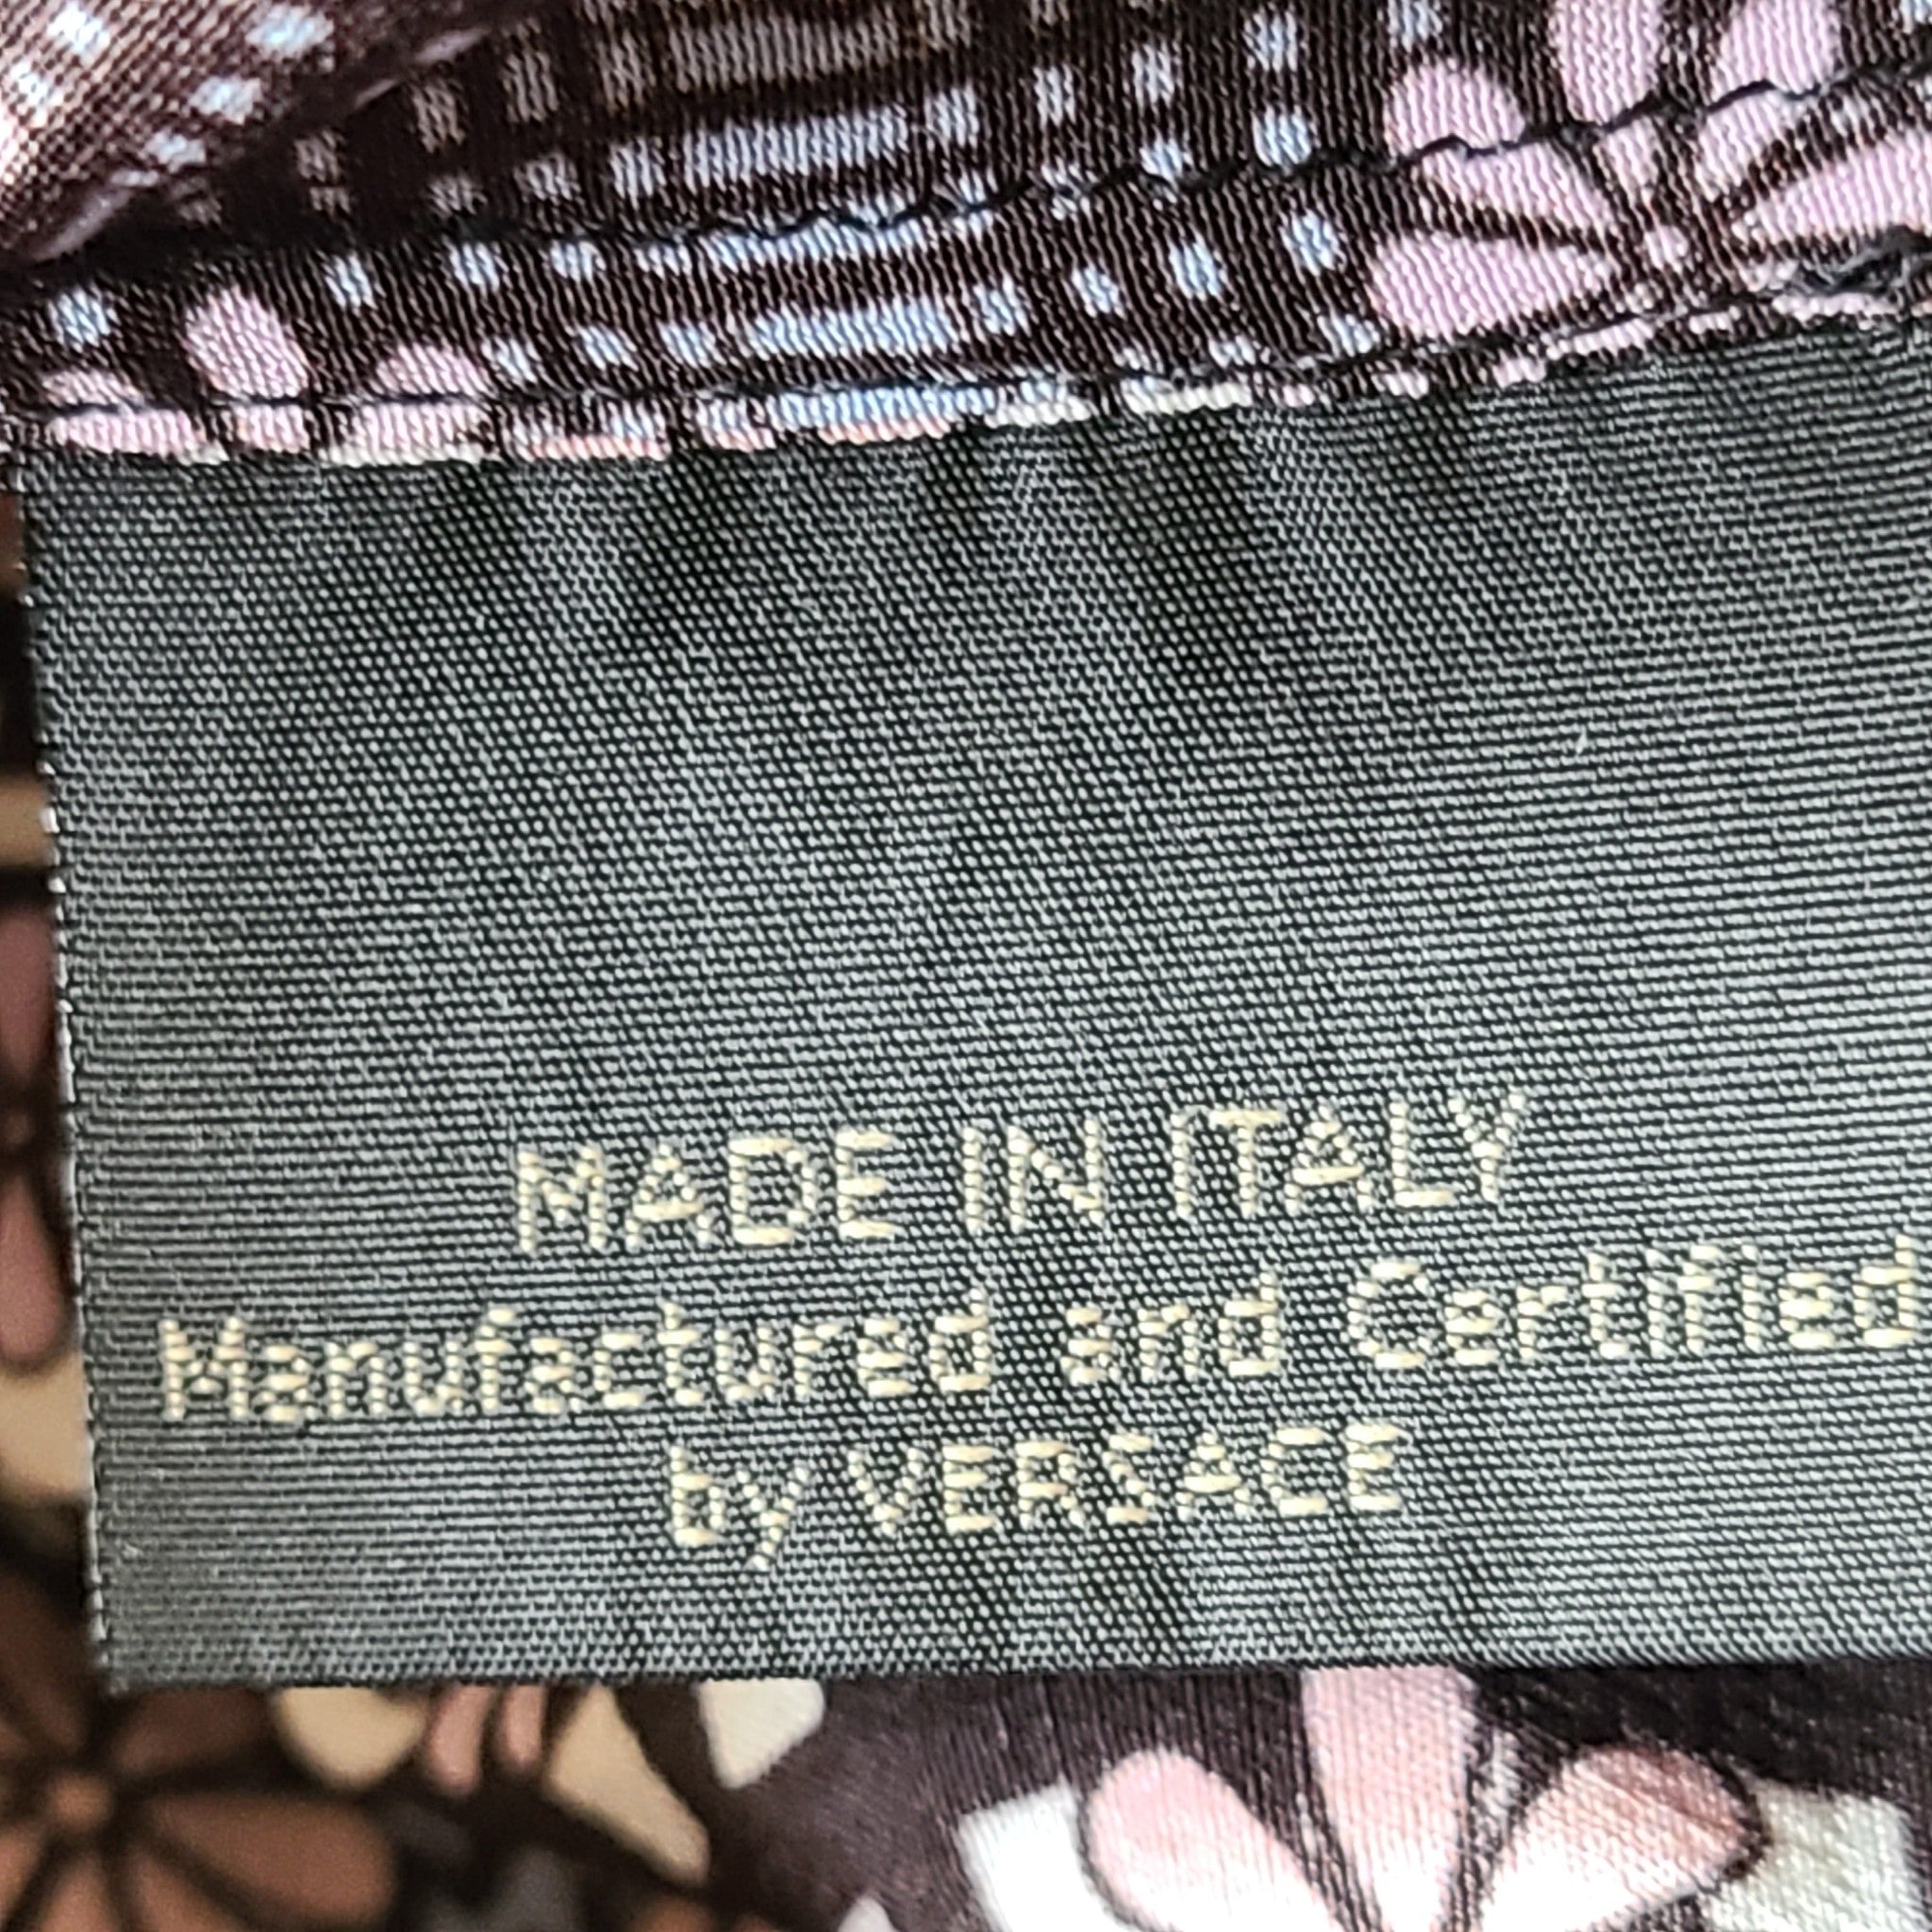 MADE IN ITALY
Manufactured and Certified
by VERSACE